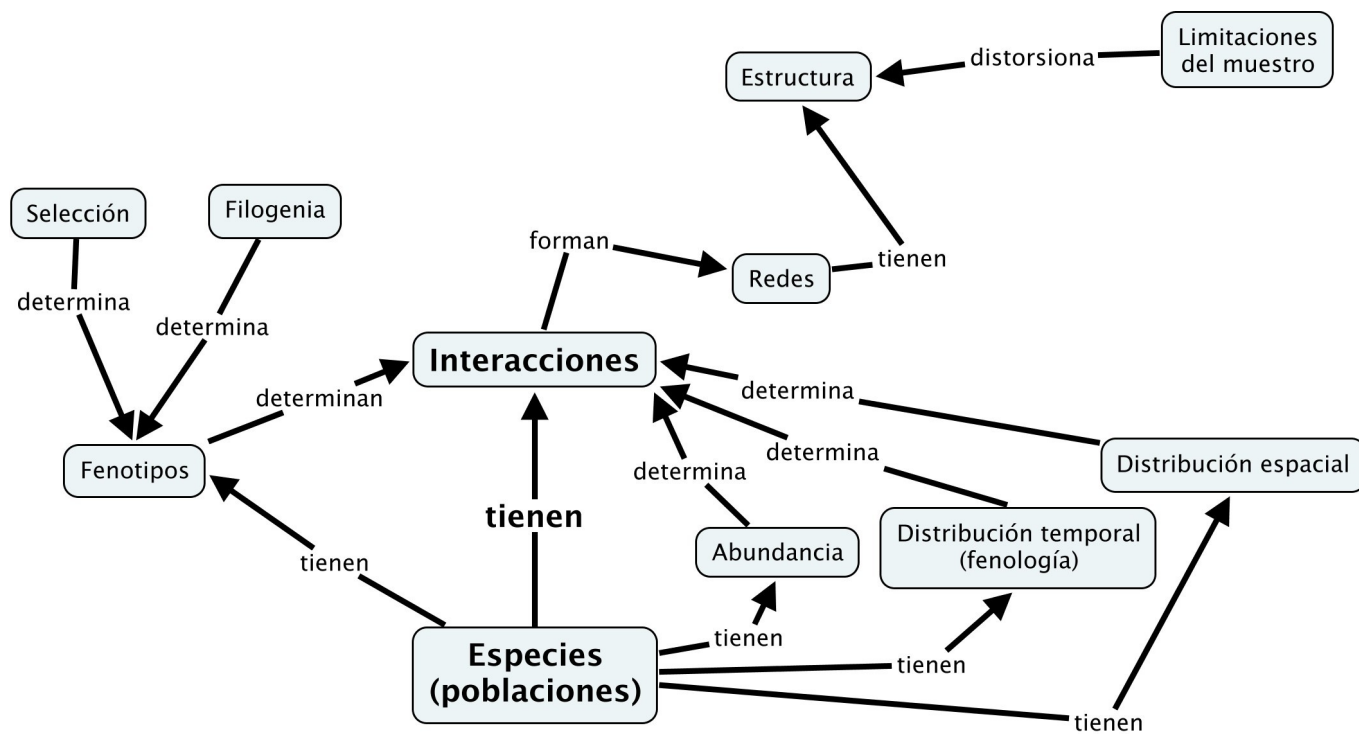 Limitaciones
del muestro
distorsiona
Estructura
Selección
Filogenia
forman
tienen
Redes
determina
determina
Interacciones
determinan
determina
determina
determina
Fenotipos
Distribución espacial
tienen
Distribución temporal
(fenología)
Abundancia
tienen
tienen
tienen
Especies
(poblaciones)
tienen